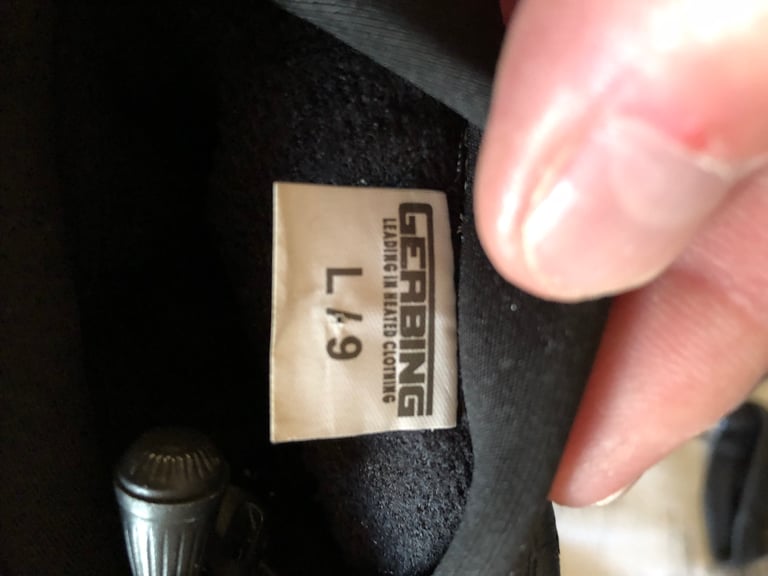 GERBING
LEADING IN HEATED CLOTHING
L/9